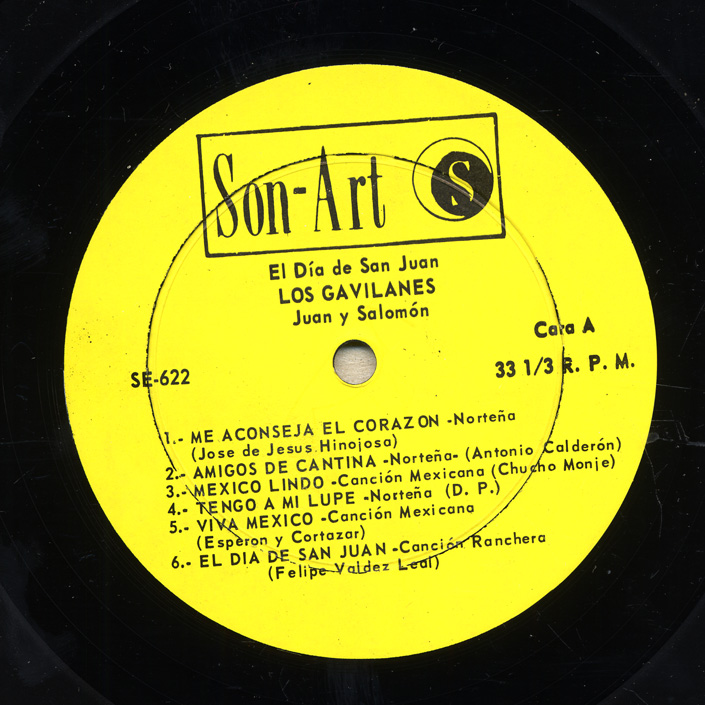 Son-Art S
El Día de San Juan
LOS GAVILANES
Juan y Salomón
Cara A
SE-622
33 1/3 R. P. M.
1.- ME ACONSEJA EL CORAZON -Norteña
(Jose de Jesus Hinojosa)
2.- AMIGOS DE CANTINA -Norteña- (Antonio Calderón)
3.- MEXICO LINDO -Canción Mexicana (Chucho Monje)
4.- TENGO A MI LUPE -Norteña (D. P.)
5.- VIVA MEXICO -Canción Mexicana
(Esperon y Cortazar)
6.- EL DIA DE SAN JUAN -Canción Ranchera
(Felipe Valdez Leal)